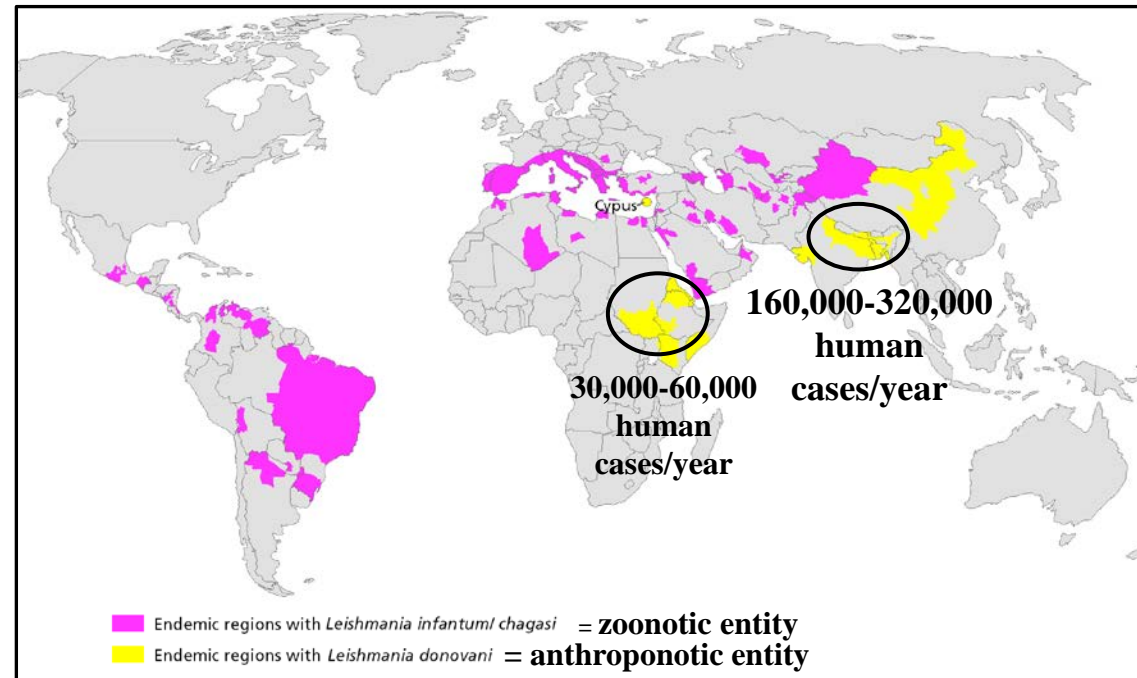 Cypus
160,000-320,000
human
cases/year
30,000-60,000
human
cases/year
Endemic regions with Leishmania infantum/ chagasi = zoonotic entity
Endemic regions with Leishmania donovani = anthroponotic entity